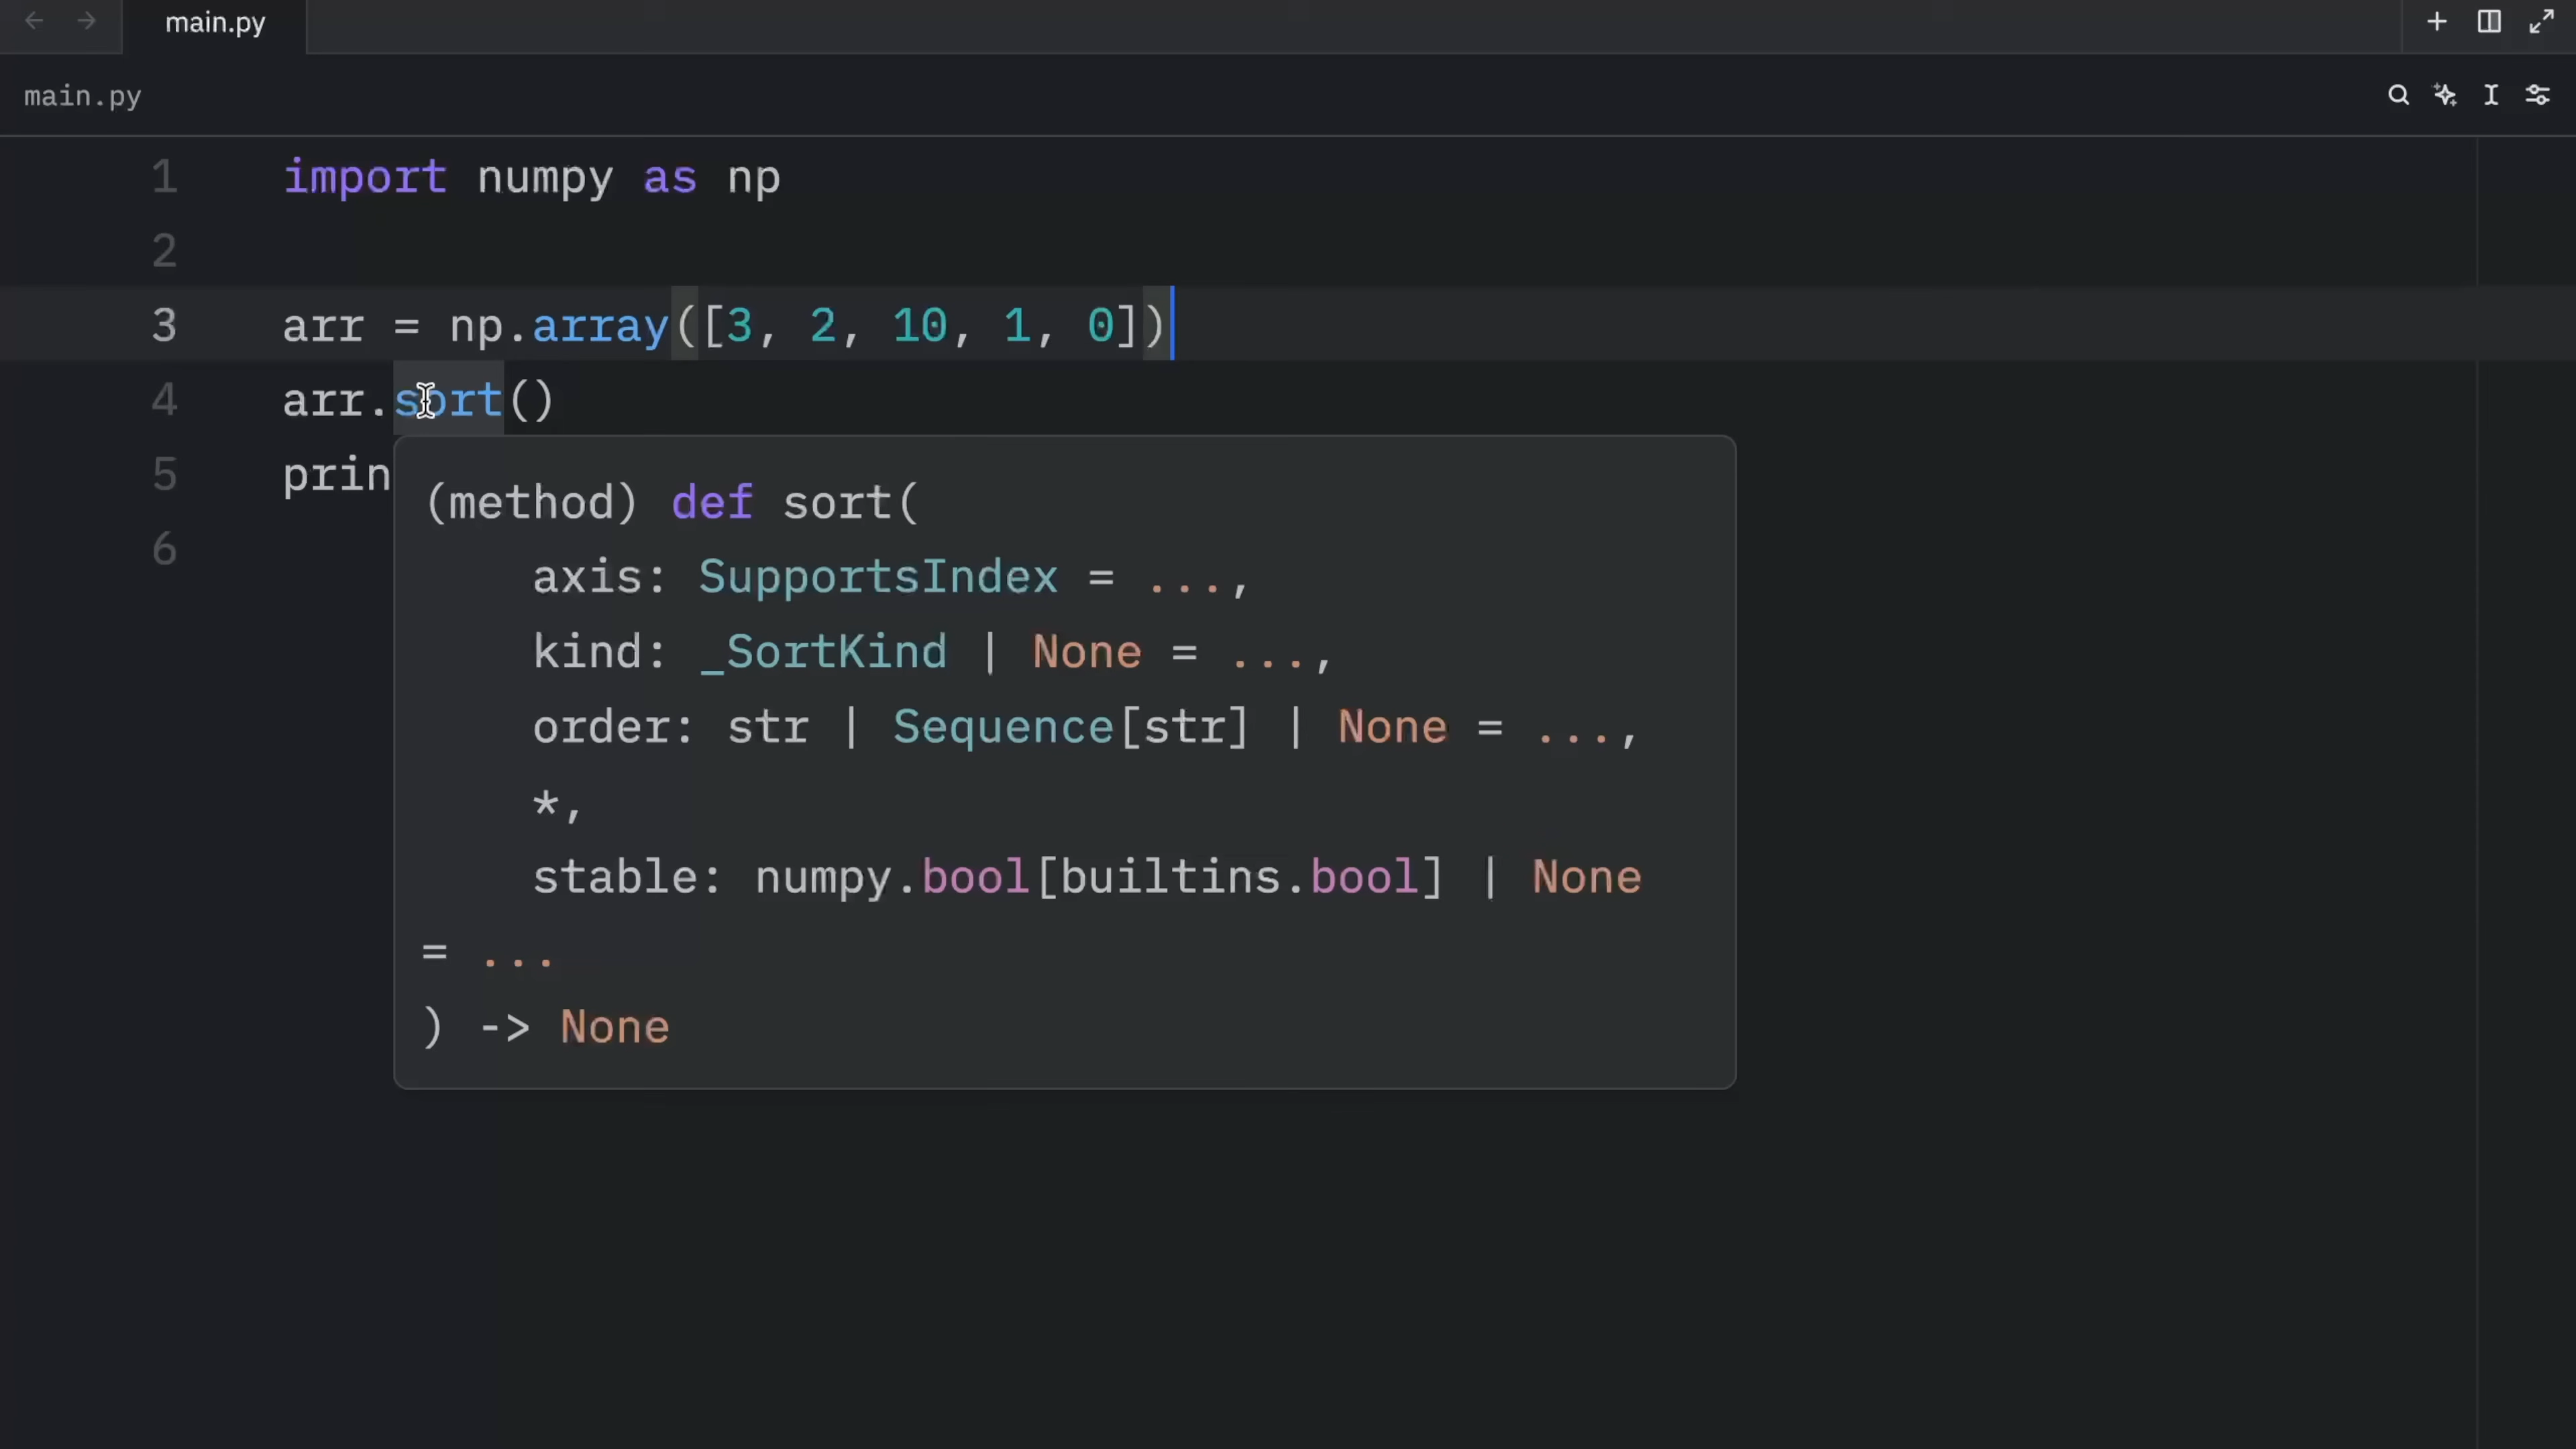 main.py
main.py
1 import numpy as np
2
3 arr = np.array([3, 2, 10, 1, 0])
4 arr.sort()
5 prin
6
(method) def sort(
    axis: SupportsIndex = ...,
    kind: _SortKind | None = ...,
    order: str | Sequence[str] | None = ...,
    *,
    stable: numpy.bool[builtins.bool] | None
= ...
) -> None